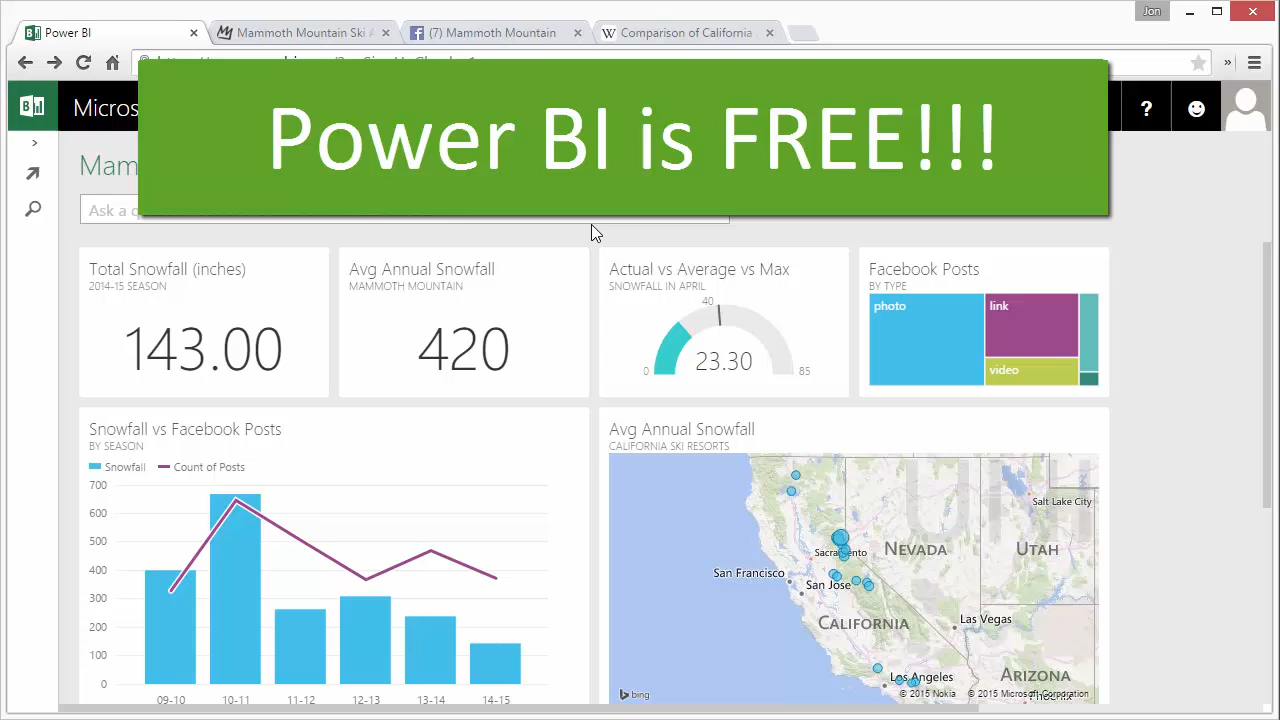 Jon
Power BI
Mammoth Mountain Ski A
(7) Mammoth Mountain
Comparison of California
Power BI is FREE!!!
Micros
?
Mam
Ask a q
Total Snowfall (inches)
2014-15 SEASON
143.00
Avg Annual Snowfall
MAMMOTH MOUNTAIN
420
Actual vs Average vs Max
SNOWFALL IN APRIL
40
0
23.30
85
Facebook Posts
BY TYPE
photo
link
video
Snowfall vs Facebook Posts
BY SEASON
Snowfall
Count of Posts
700
600
500
400
300
200
100
0
09-10 10-11 11-12 12-13 13-14 14-15
Avg Annual Snowfall
CALIFORNIA SKI RESORTS
Salt Lake City
Sacramento
NEVADA
UTAH
San Francisco
San Jose
CALIFORNIA
Las Vegas
Los Angeles
ARIZONA
bing
© 2015 Nokia © 2015 Microsoft Corporation